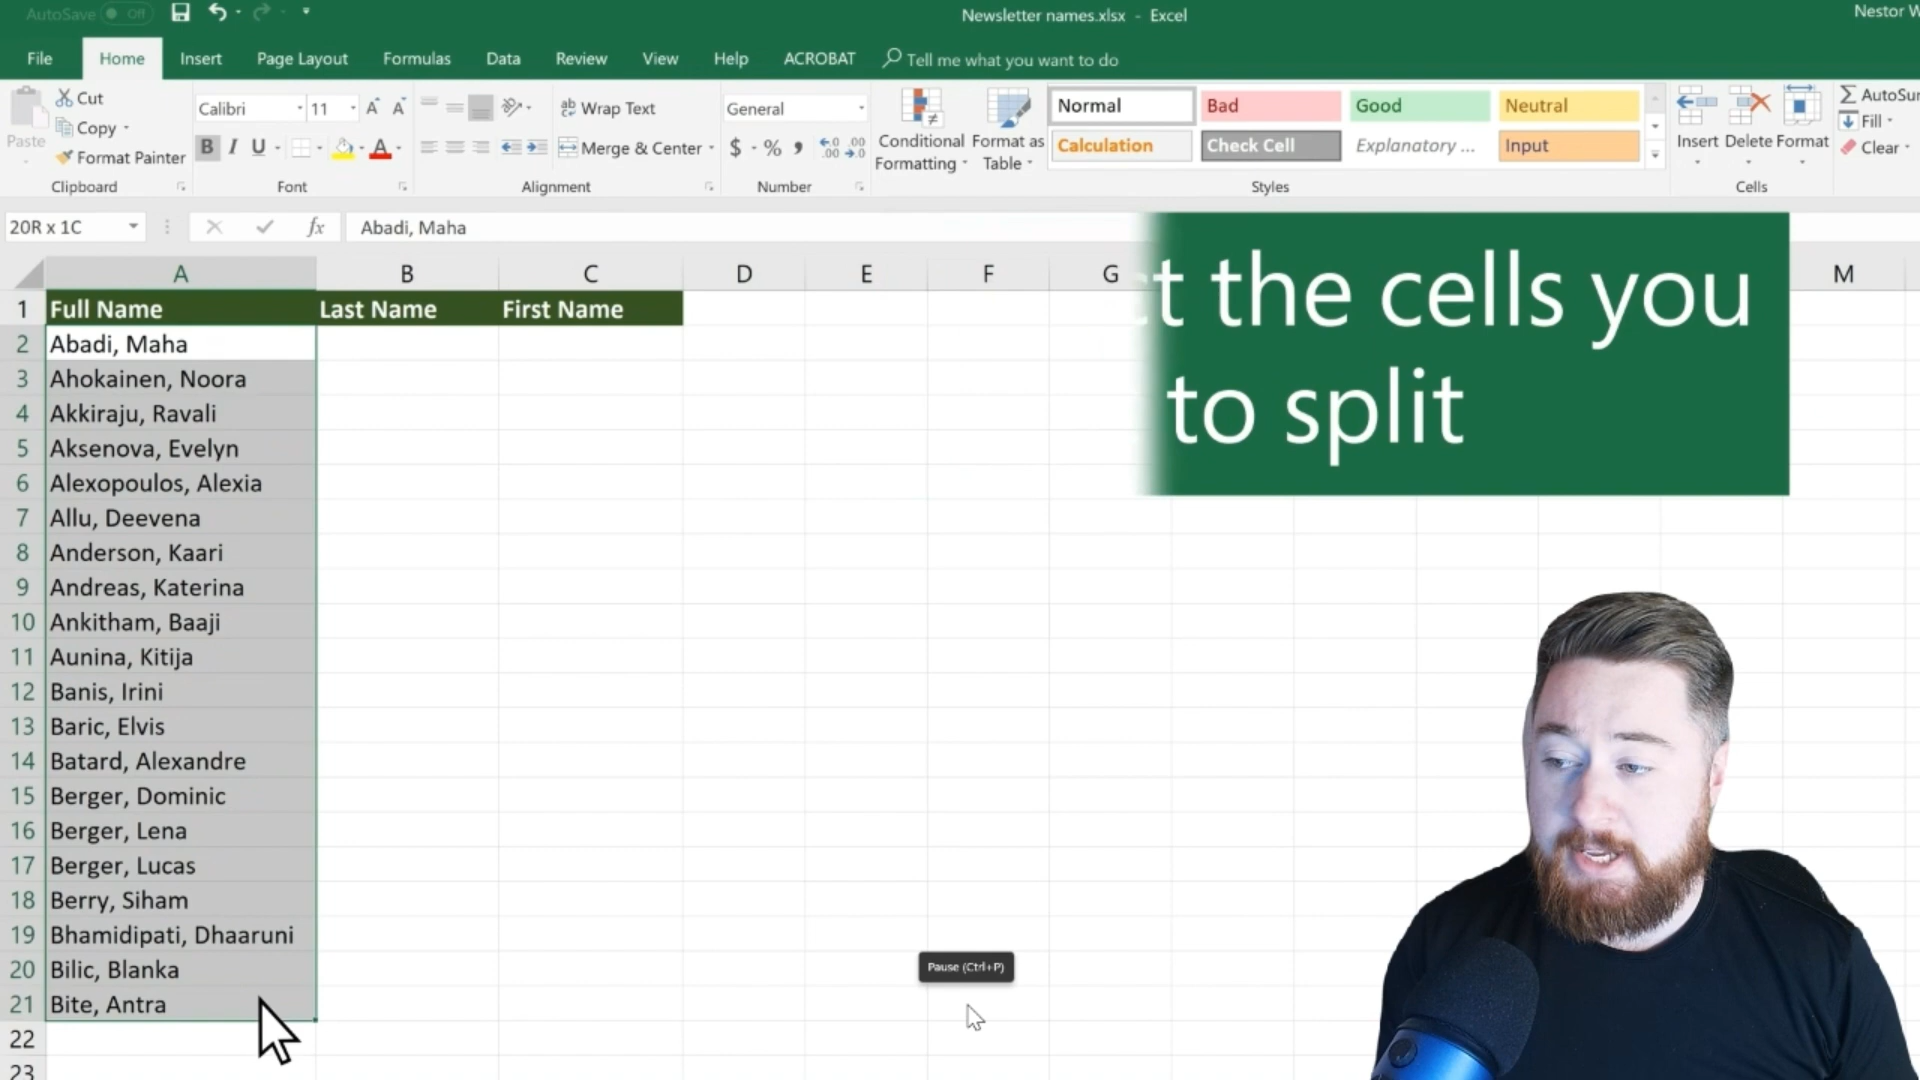 AutoSave Off
Newsletter names.xlsx - Excel
Nestor W
File Home Insert Page Layout Formulas Data Review View Help ACROBAT Tell me what you want to do
Paste
Cut
Copy
Format Painter
Clipboard
Calibri 11 A A
B I U A
Font
Wrap Text
Merge & Center
Alignment
General
$ % , .00 .00
Number
Conditional Formatting
Format as Table
Normal Bad Good Neutral
Calculation Check Cell Explanatory ... Input
Styles
Insert Delete Format
Cells
AutoSu
Fill
Clear
20R x 1C fx Abadi, Maha
A B C D E F G M
1 Full Name Last Name First Name
2 Abadi, Maha
3 Ahokainen, Noora
4 Akkiraju, Ravali
5 Aksenova, Evelyn
6 Alexopoulos, Alexia
7 Allu, Deevena
8 Anderson, Kaari
9 Andreas, Katerina
10 Ankitham, Baaji
11 Aunina, Kitija
12 Banis, Irini
13 Baric, Elvis
14 Batard, Alexandre
15 Berger, Dominic
16 Berger, Lena
17 Berger, Lucas
18 Berry, Siham
19 Bhamidipati, Dhaaruni
20 Bilic, Blanka
21 Bite, Antra
22
23
ct the cells you
to split
Pause (Ctrl+P)